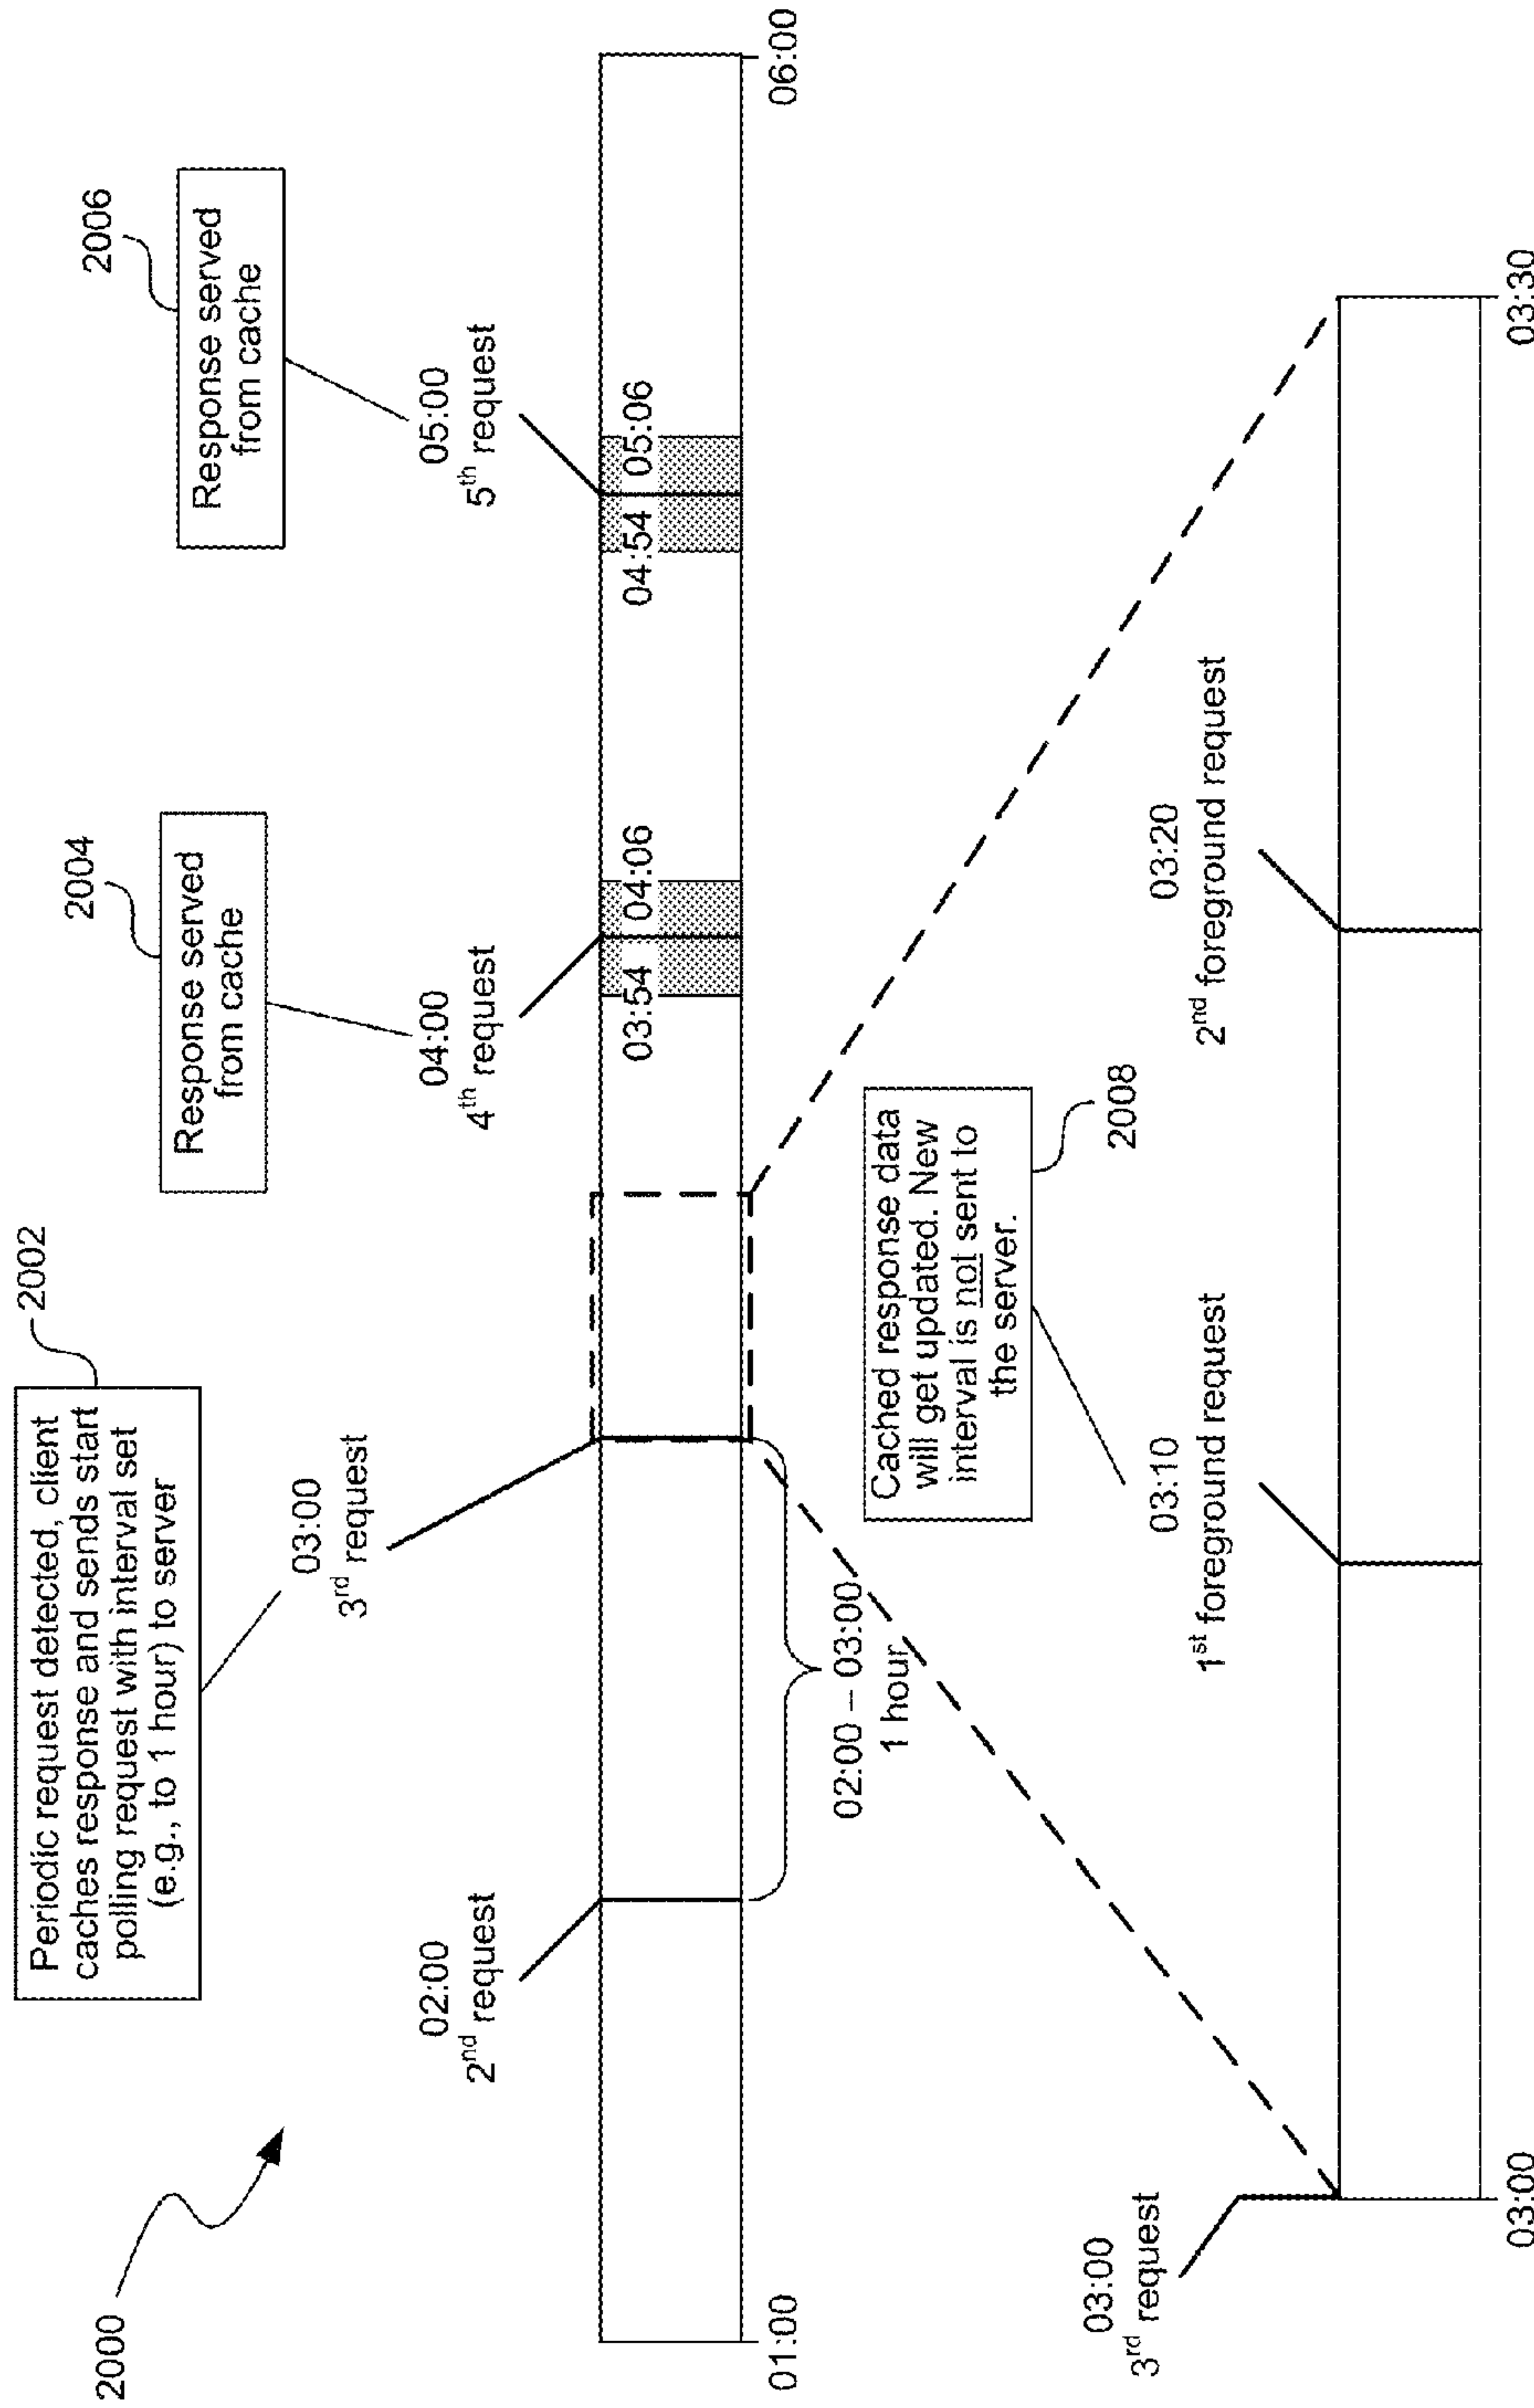 2000
2002
Periodic request detected, client
caches response and sends start
polling request with interval set
(e.g., to 1 hour) to server
2004
Response served
from cache
2006
Response served
from cache
02:00
2nd request
03:00
3rd request
04:00
4th request
05:00
5th request
03:54
04:06
04:54
05:06
01:00
06:00
02:00 – 03:00
1 hour
Cached response data
will get updated. New
interval is not sent to
the server.
2008
03:00
3rd request
03:10
1st foreground request
03:20
2nd foreground request
03:00
03:30